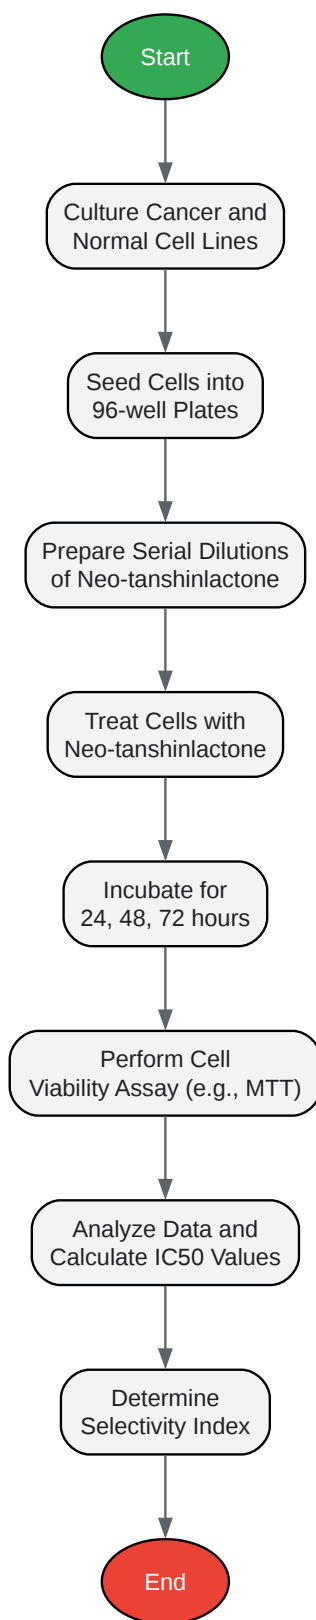 Start
Culture Cancer and
Normal Cell Lines
Seed Cells into
96-well Plates
Prepare Serial Dilutions
of Neo-tanshinlactone
Treat Cells with
Neo-tanshinlactone
Incubate for
24, 48, 72 hours
Perform Cell
Viability Assay (e.g., MTT)
Analyze Data and
Calculate IC50 Values
Determine
Selectivity Index
End